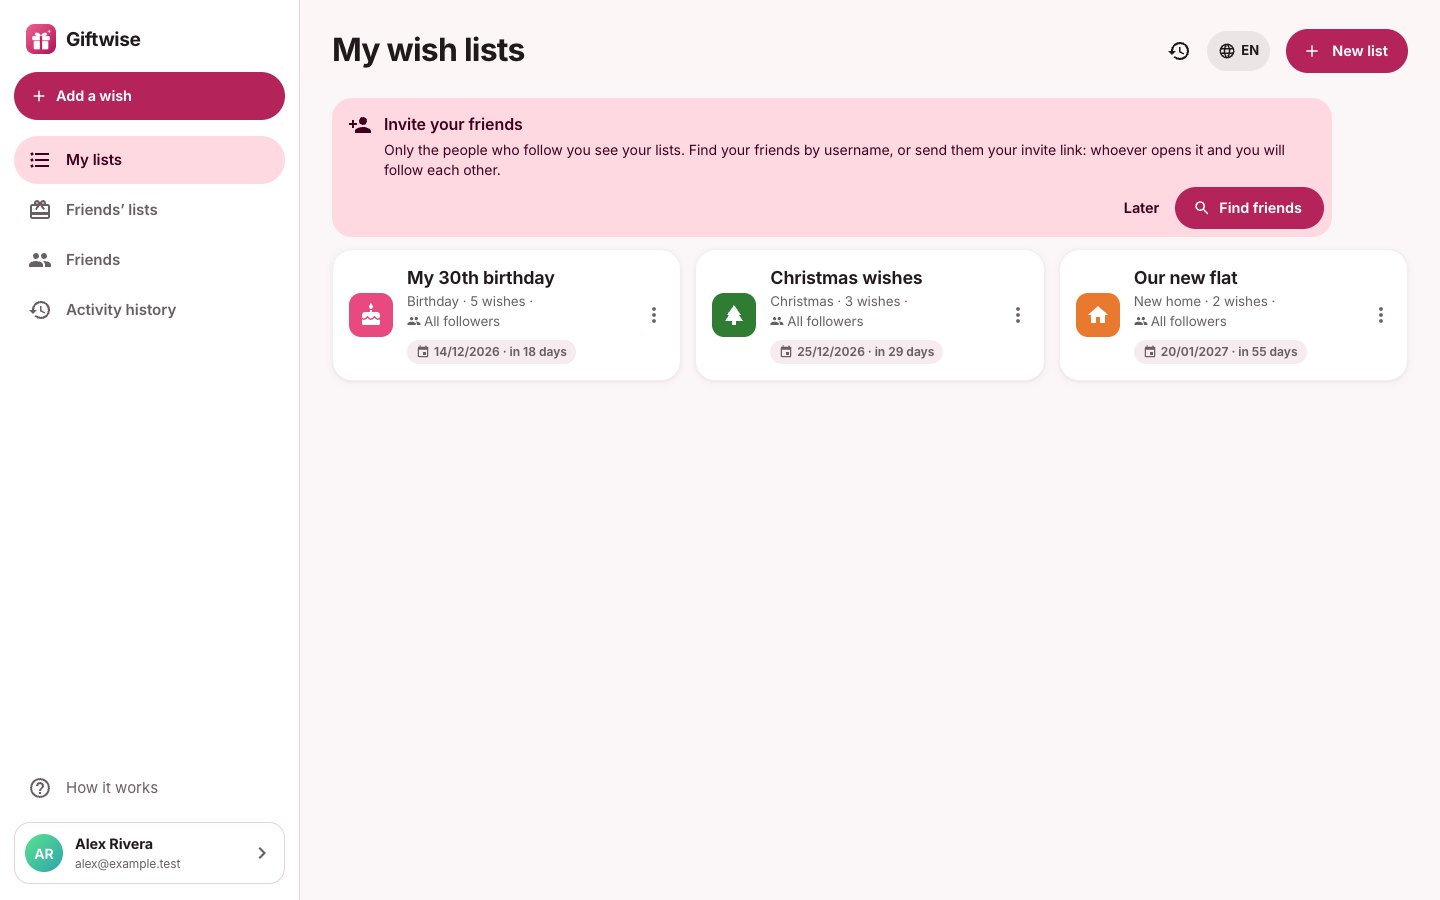 Giftwise
Add a wish
My lists
Friends’ lists
Friends
Activity history
How it works
AR
Alex Rivera
alex@example.test
My wish lists
EN
New list
Invite your friends
Only the people who follow you see your lists. Find your friends by username, or send them your invite link: whoever opens it and you will
follow each other.
Later
Find friends
My 30th birthday
Birthday · 5 wishes ·
All followers
14/12/2026 · in 18 days
Christmas wishes
Christmas · 3 wishes ·
All followers
25/12/2026 · in 29 days
Our new flat
New home · 2 wishes ·
All followers
20/01/2027 · in 55 days